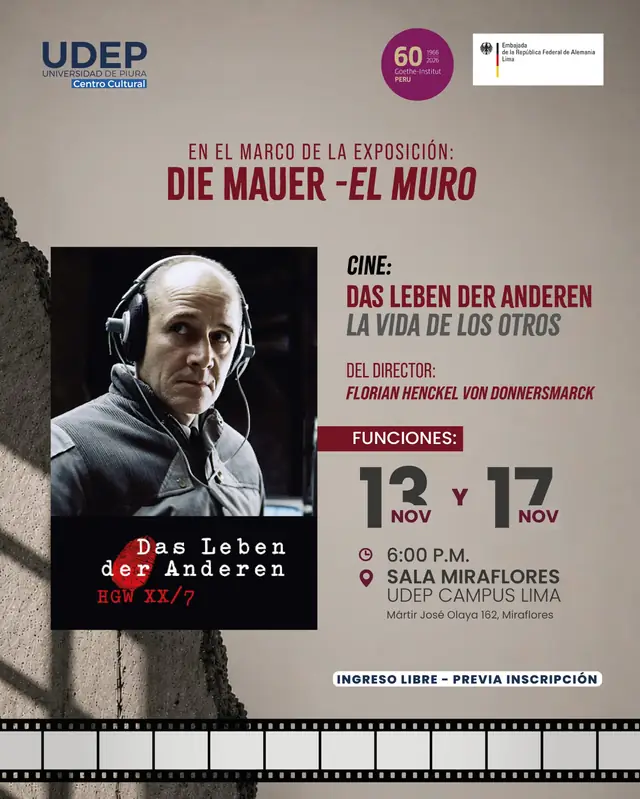 UDEP
UNIVERSIDAD DE PIURA
Centro Cultural
60 1966 2026
Goethe-Institut
PERU
Embajada
de la República Federal de Alemania
Lima
EN EL MARCO DE LA EXPOSICIÓN:
DIE MAUER -EL MURO
CINE:
DAS LEBEN DER ANDEREN
LA VIDA DE LOS OTROS
DEL DIRECTOR:
FLORIAN HENCKEL VON DONNERSMARCK
FUNCIONES:
13 NOV Y 17 NOV
6:00 P.M.
SALA MIRAFLORES
UDEP CAMPUS LIMA
Mártir José Olaya 162, Miraflores
Das Leben
der Anderen
HGW XX/7
INGRESO LIBRE - PREVIA INSCRIPCIÓN